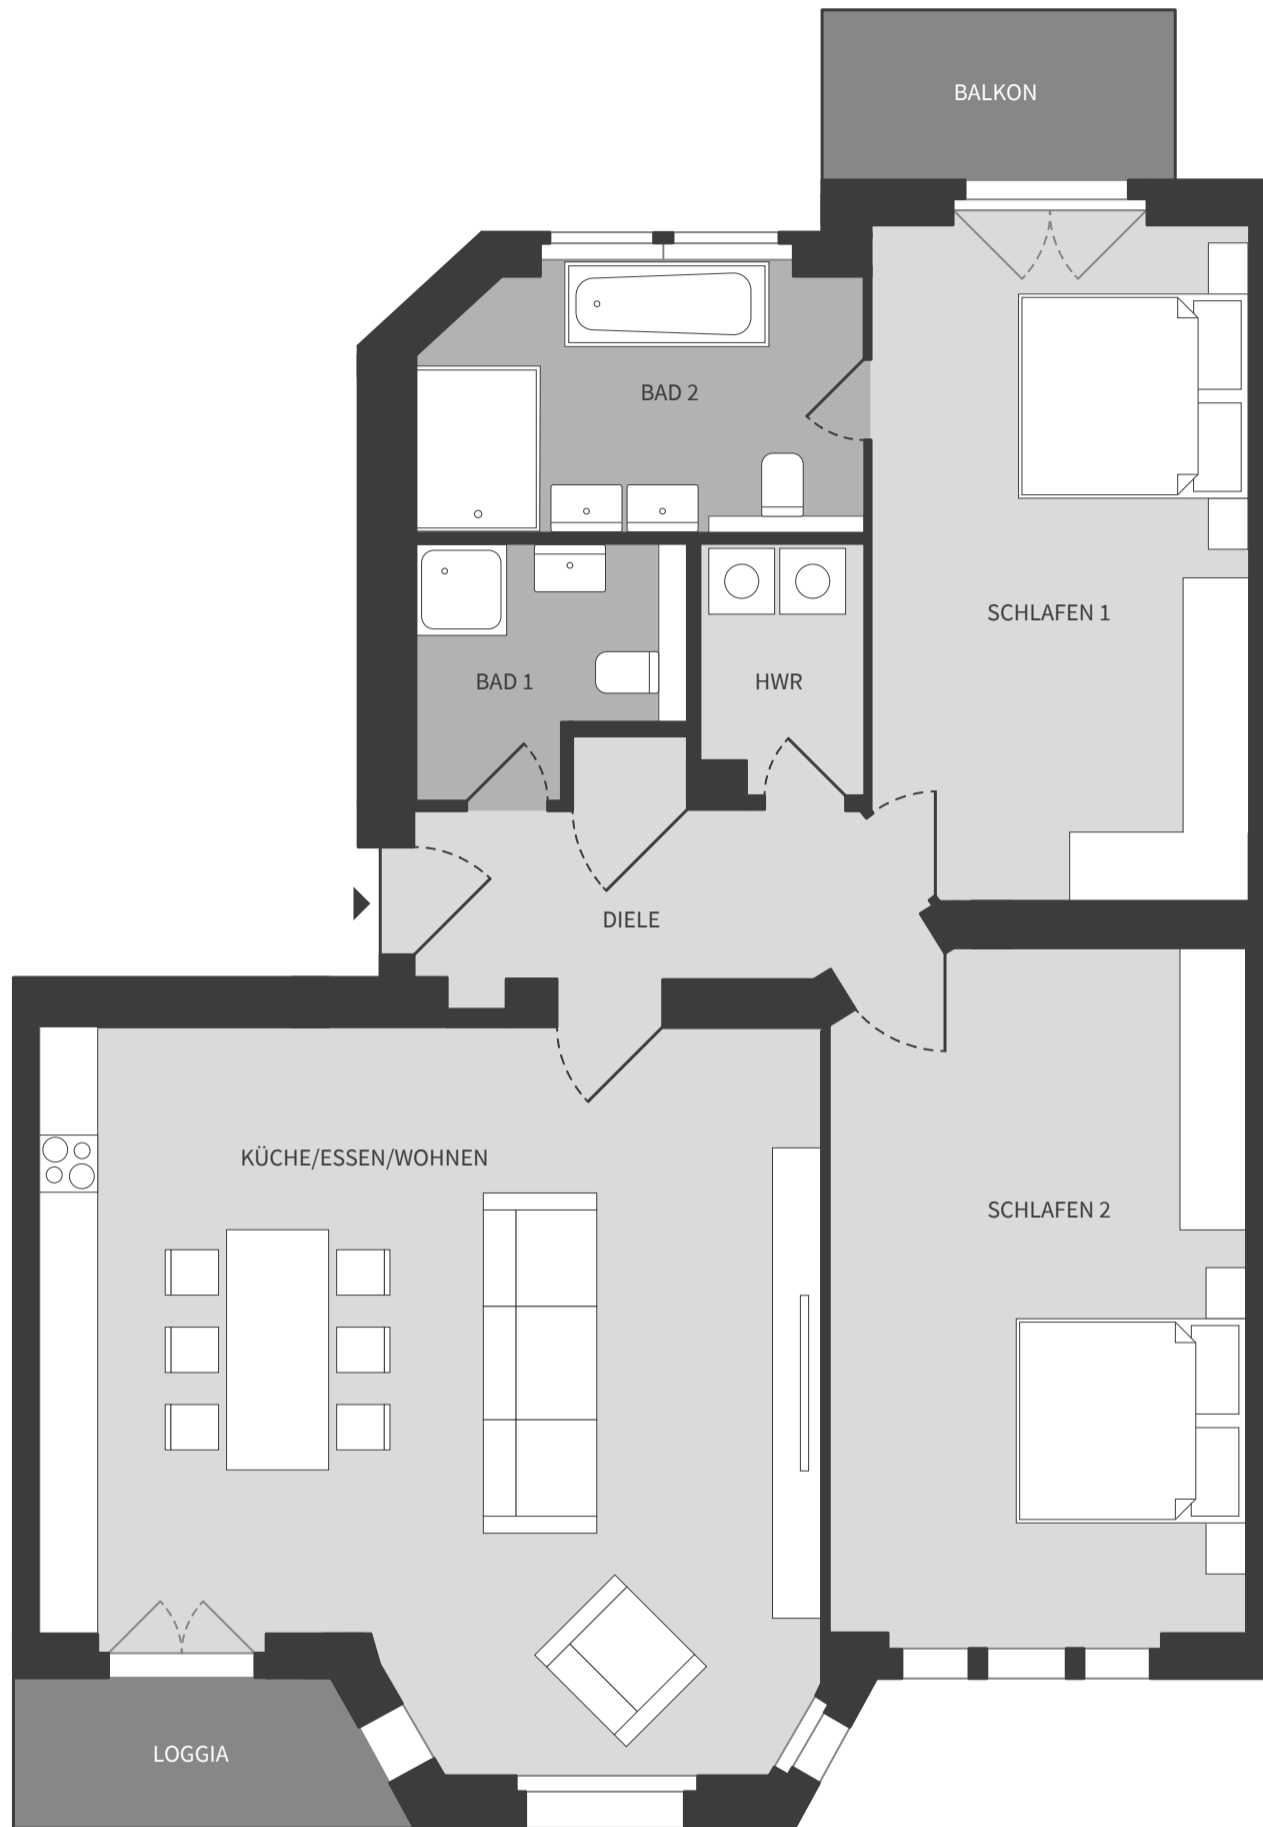 BALKON
BAD 2
SCHLAFEN 1
BAD 1
HWR
DIELE
KÜCHE/ESSEN/WOHNEN
SCHLAFEN 2
LOGGIA